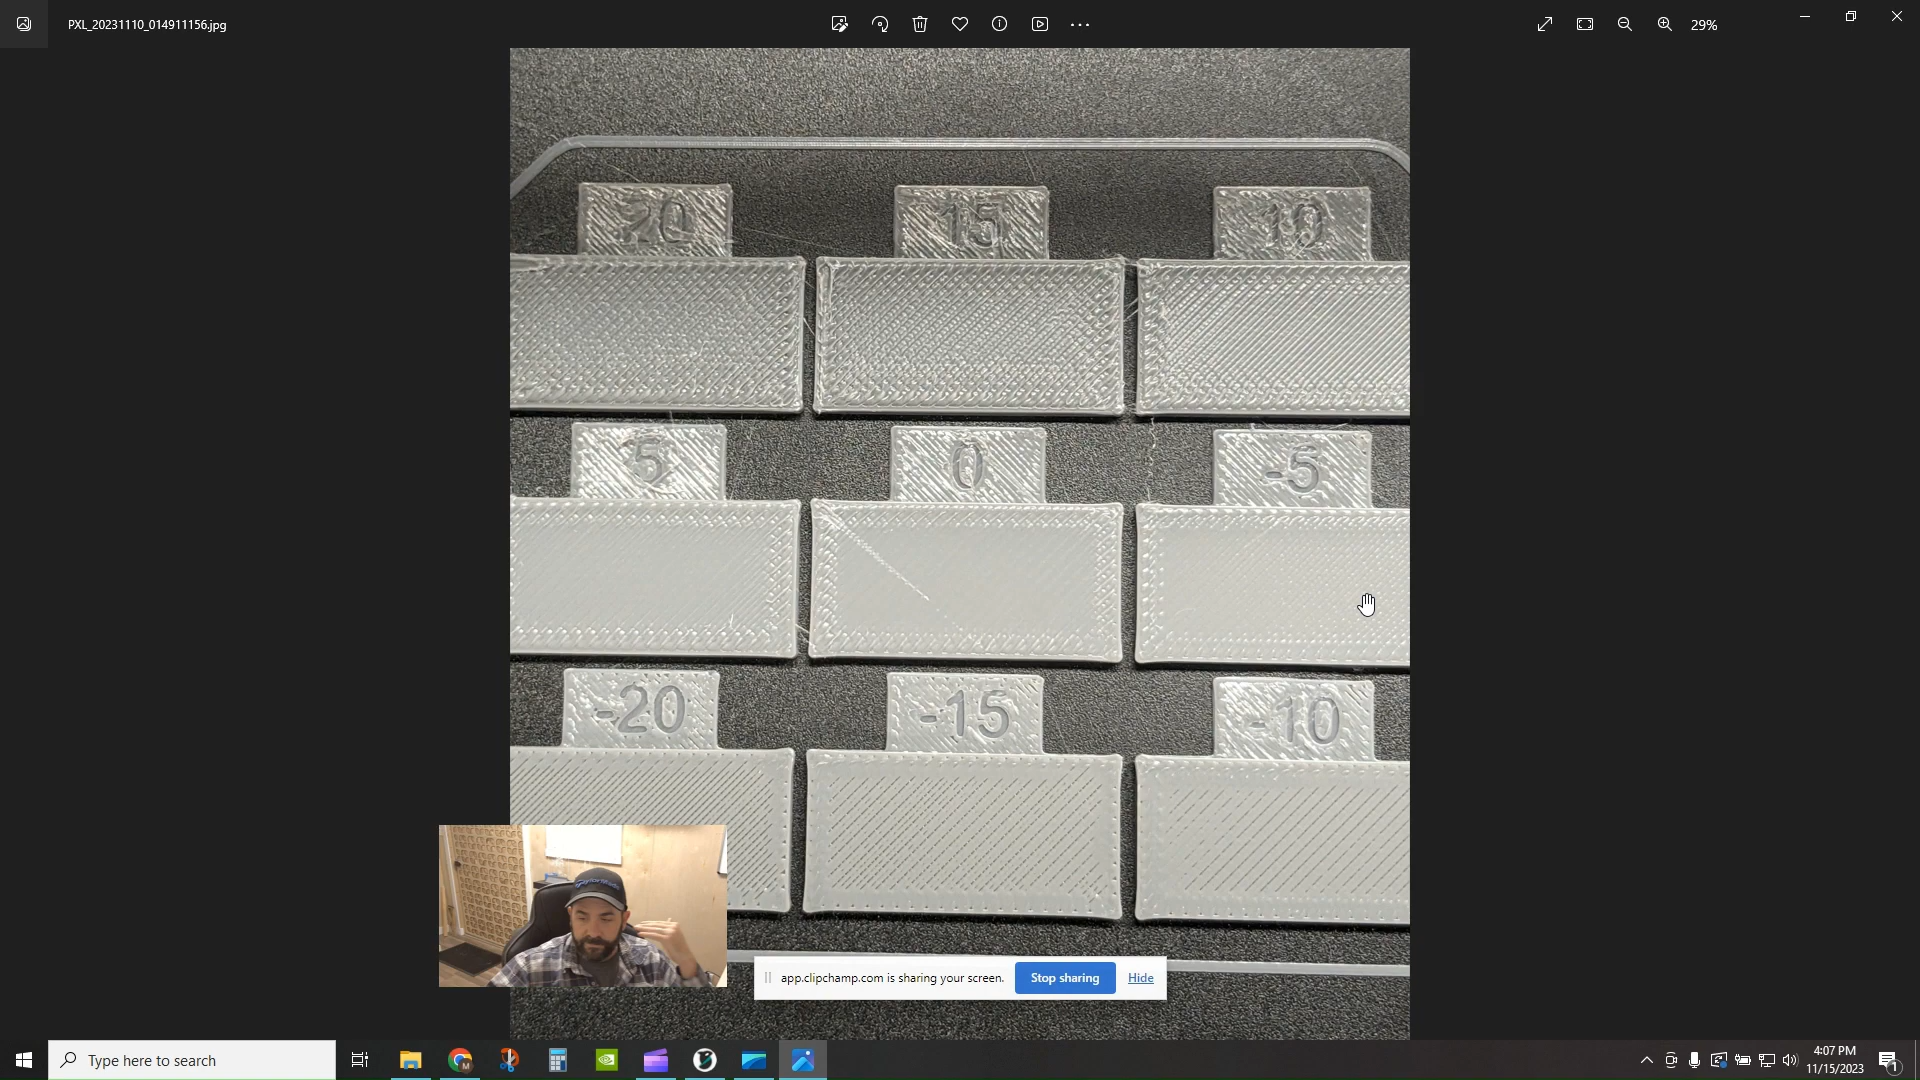 PXL_20231110_014911156.jpg
29%
20
15
10
5
0
-5
-20
-15
-10
app.clipchamp.com is sharing your screen.
Stop sharing
Hide
Type here to search
4:07 PM
11/15/2023
1